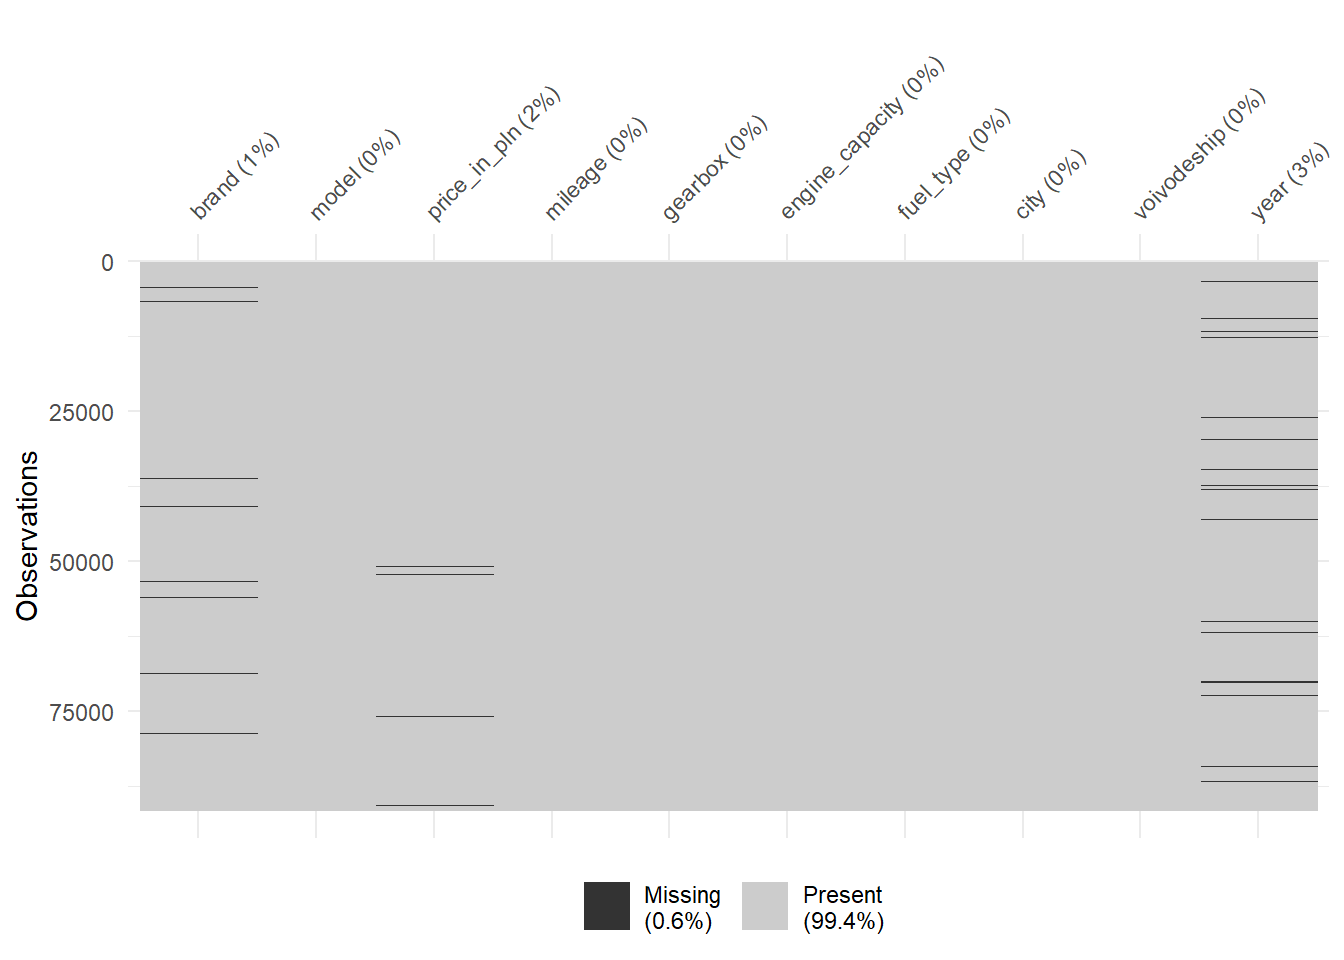 brand (1%)
model (0%)
price_in_pln (2%)
mileage (0%)
gearbox (0%)
engine_capacity (0%)
fuel_type (0%)
city (0%)
voivodeship (0%)
year (3%)
0
25000
50000
75000
Observations
Missing
(0.6%)
Present
(99.4%)